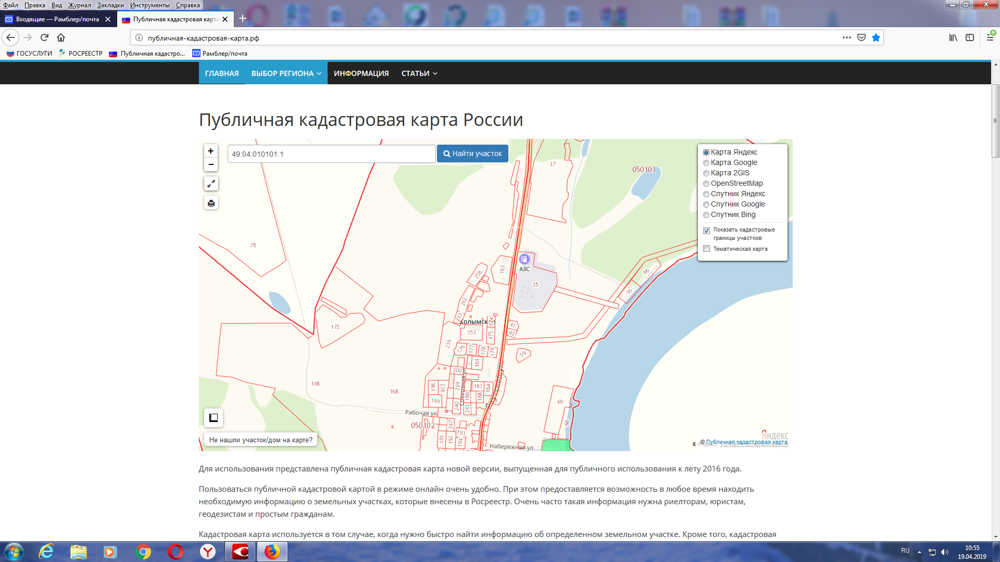 Файл Правка Вид Журнал Закладки Инструменты Справка
Входящие — Рамблер/почта
Публичная кадастровая карта
публичная-кадастровая-карта.рф
ГОСУСЛУГИ РОСРЕЕСТР Публичная кадастро... Рамблер/почта
ГЛАВНАЯ ВЫБОР РЕГИОНА ИНФОРМАЦИЯ СТАТЬИ
Публичная кадастровая карта России
+
−
49:04:010101:1
Найти участок
Карта Яндекс
Карта Google
Карта 2GIS
OpenStreetMap
Спутник Яндекс
Спутник Google
Спутник Bing
Показать кадастровые
границы участков
Тематическая карта
37
050103
78
163
258
АЗС
35
66
95
262
213
172
Колымск
174
41
42
153
175
236
176
177
178
179
59
181
200
Совхозная ул.
Якутская ул.
168
168
198
238
239
183
184
186
188
199
240
243
69
68
Рабочая ул.
050102
247
193
191
192
194
Набережная ул.
Не нашли участок/дом на карте?
Яндекс
© Публичная кадастровая карта
© Яндекс Условия использования
Для использования представлена публичная кадастровая карта новой версии, выпущенная для публичного использования к лету 2016 года.
Пользоваться публичной кадастровой картой в режиме онлайн очень удобно. При этом предоставляется возможность в любое время находить
необходимую информацию о земельных участках, которые внесены в Росреестр. Очень часто такая информация нужна риелторам, юристам,
геодезистам и простым гражданам.
Кадастровая карта используется в том случае, когда нужно быстро найти информацию об определенном земельном участке. Кроме того, кадастровая
RU
10:55
19.04.2019